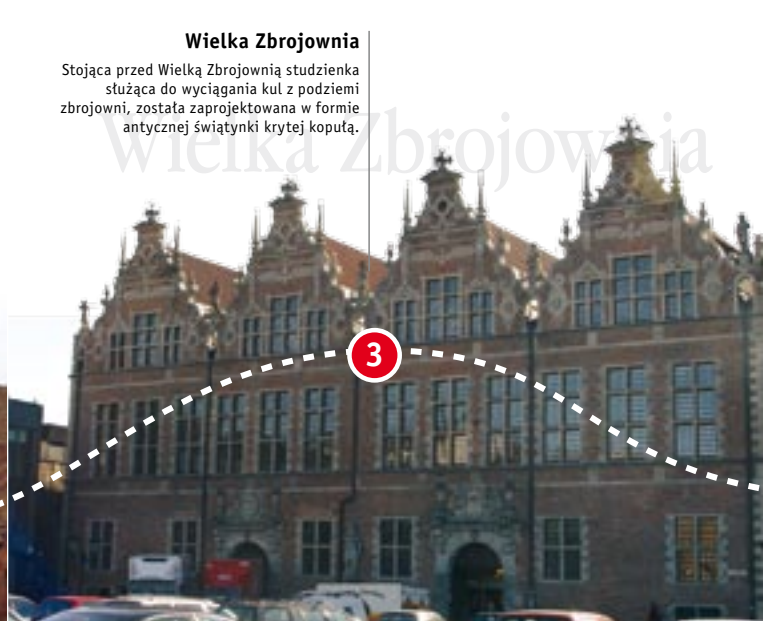 Wielka Zbrojownia
Stojąca przed Wielką Zbrojownią studzienka
służąca do wyciągania kul z podziemi
zbrojowni, została zaprojektowana w formie
antycznej świątynki krytej kopułą.
Wielka Zbrojownia
3